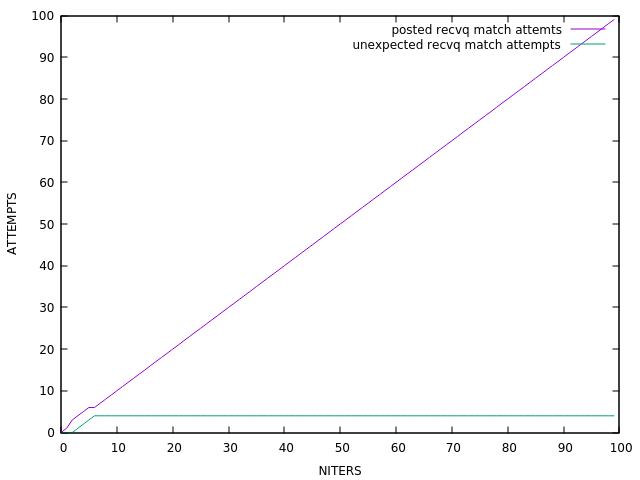 100
90
80
70
60
50
40
30
20
10
0
ATTEMPTS
posted recvq match attemts
unexpected recvq match attempts
0 10 20 30 40 50 60 70 80 90 100
NITERS